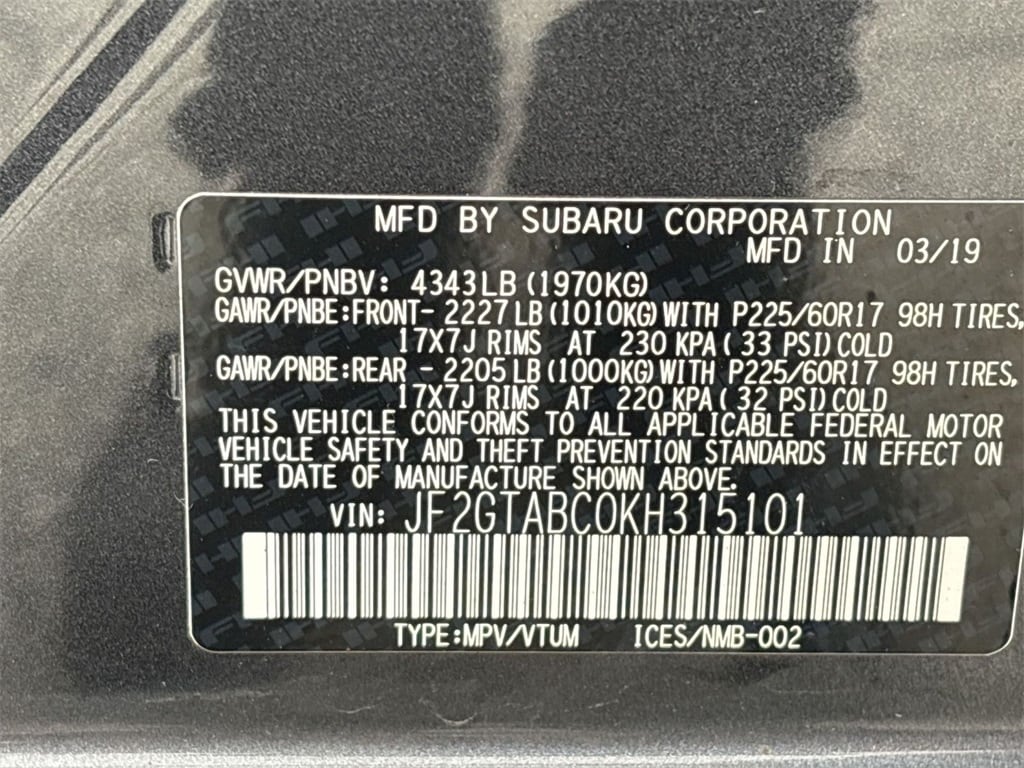 MFD BY SUBARU CORPORATION
MFD IN 03/19
GVWR/PNBV: 4343LB (1970KG)
GAWR/PNBE:FRONT- 2227LB (1010KG) WITH P225/60R17 98H TIRES,
17X7J RIMS AT 230 KPA ( 33 PSI) COLD
GAWR/PNBE:REAR - 2205LB (1000KG) WITH P225/60R17 98H TIRES,
17X7J RIMS AT 220 KPA ( 32 PSI) COLD
THIS VEHICLE CONFORMS TO ALL APPLICABLE FEDERAL MOTOR
VEHICLE SAFETY AND THEFT PREVENTION STANDARDS IN EFFECT ON
THE DATE OF MANUFACTURE SHOWN ABOVE.
VIN: JF2GTABC0KH315101
TYPE:MPV/VTUM ICES/NMB-002